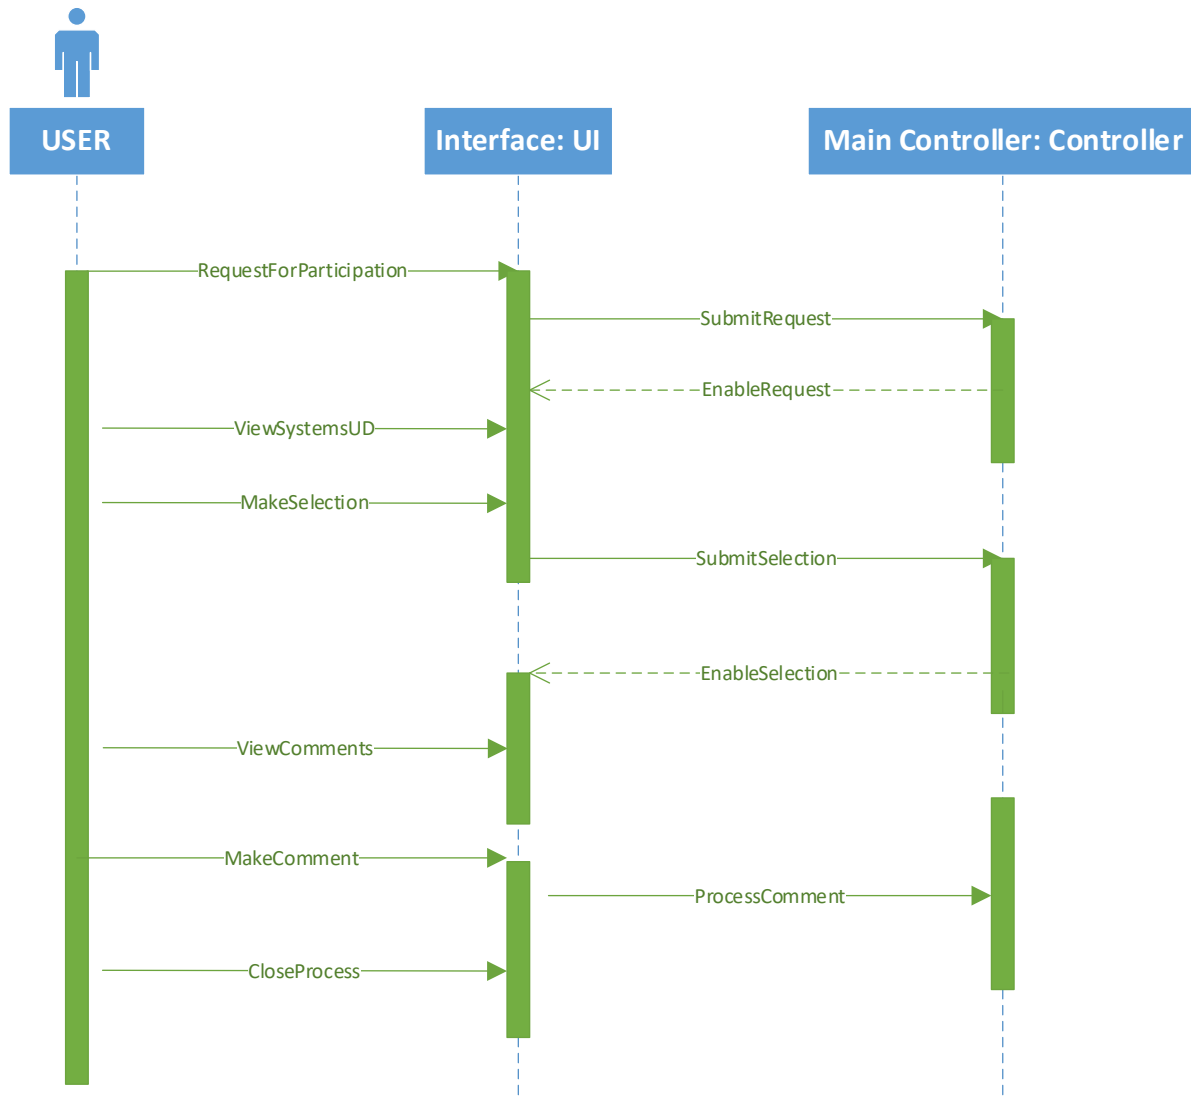 USER
Interface: UI
Main Controller: Controller
RequestForParticipation
SubmitRequest
EnableRequest
ViewSystemsUD
MakeSelection
SubmitSelection
EnableSelection
ViewComments
MakeComment
ProcessComment
CloseProcess